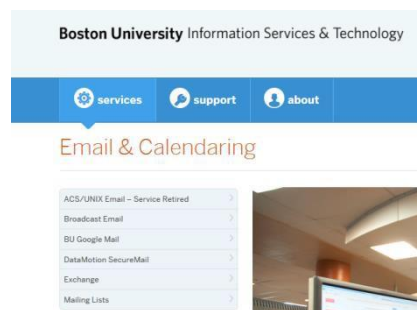 Boston University Information Services & Technology
services support about
Email & Calendaring
ACS/UNIX Email – Service Retired
Broadcast Email
BU Google Mail
DataMotion SecureMail
Exchange
Mailing Lists